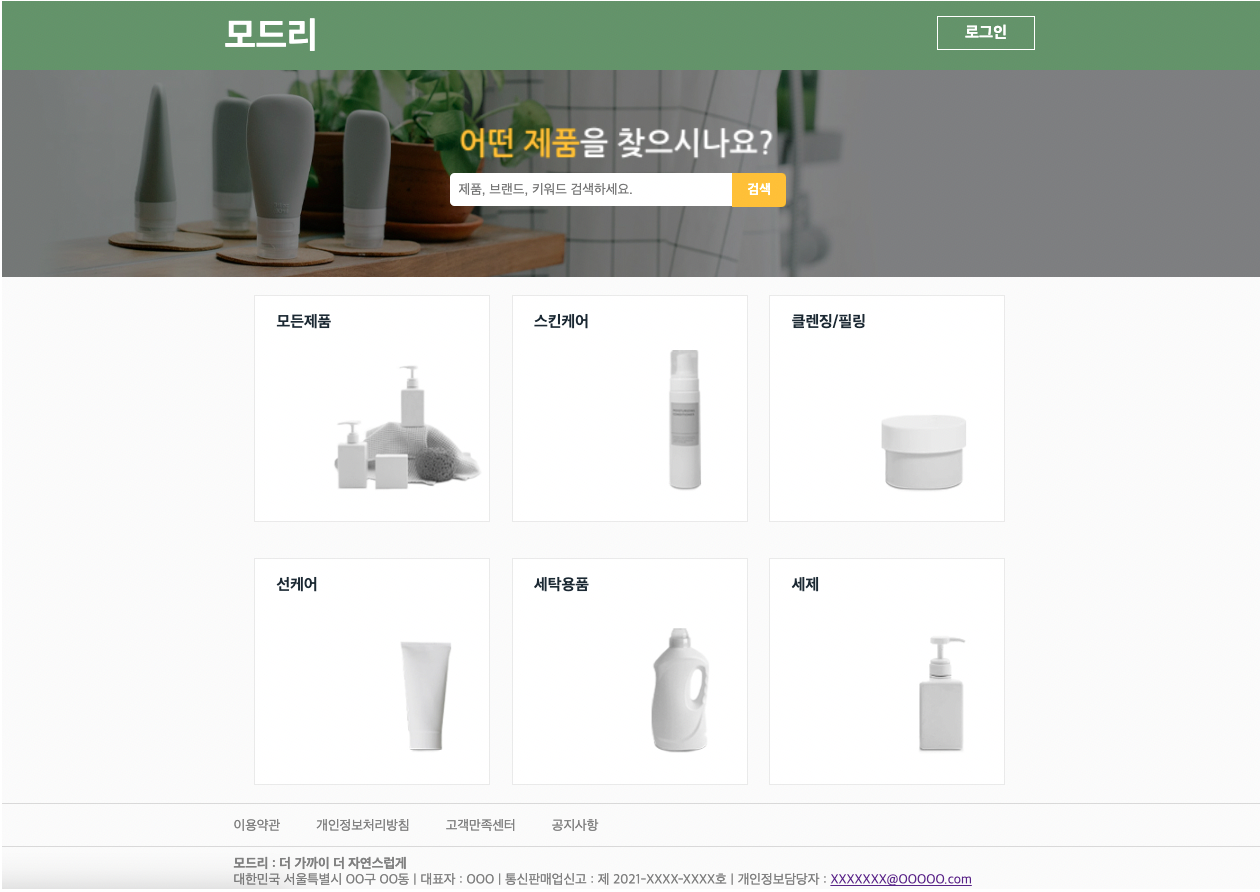 모드리
로그인
어떤 제품을 찾으시나요?
제품, 브랜드, 키워드 검색하세요.
검색
모든제품
스킨케어
클렌징/필링
선케어
세탁용품
세제
이용약관
개인정보처리방침
고객만족센터
공지사항
모드리 : 더 가까이 더 자연스럽게
대한민국 서울특별시 OO구 OO동 | 대표자 : OOO | 통신판매업신고 : 제 2021-XXXX-XXXX호 | 개인정보담당자 : XXXXXXX@OOOOO.com